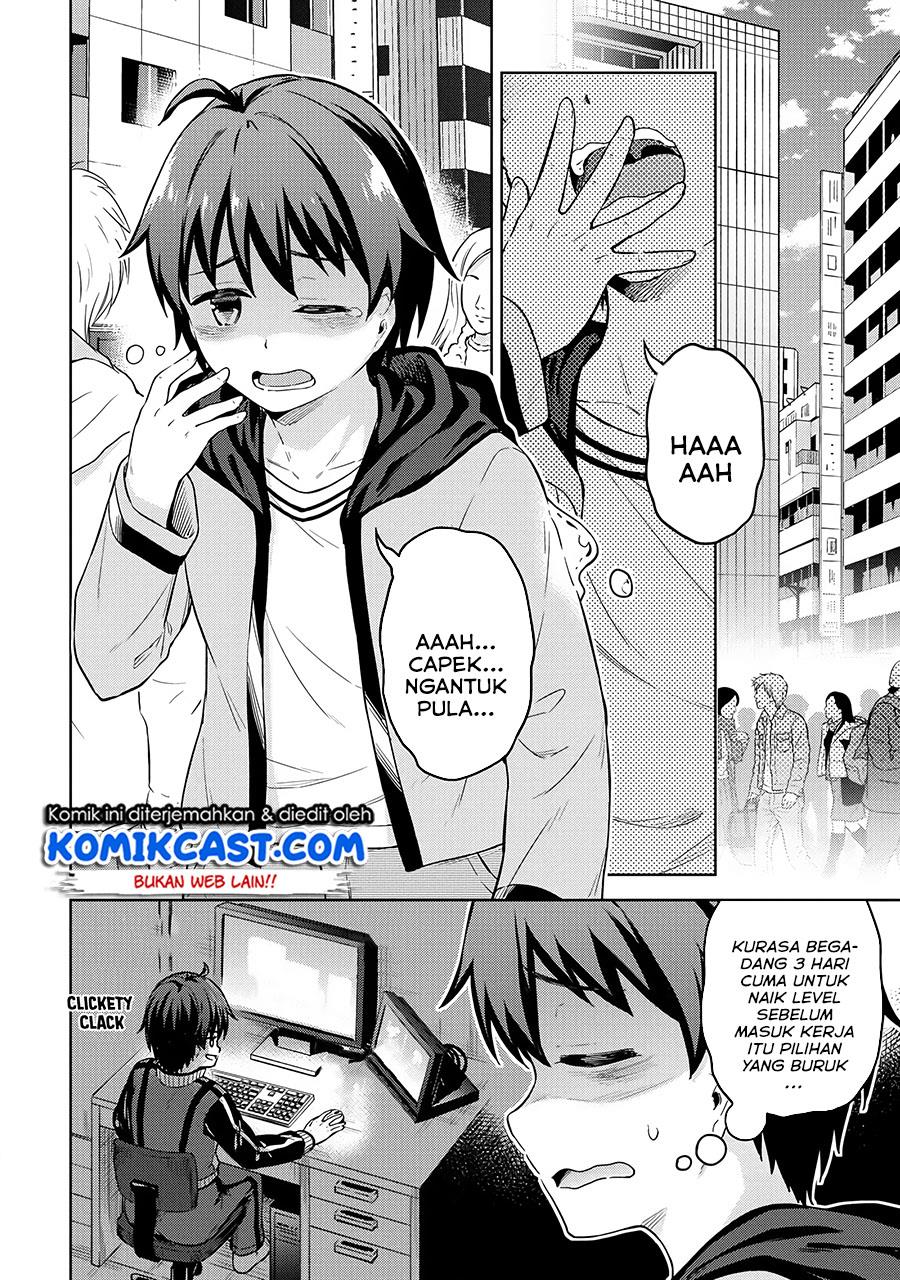 HAAA
AAH
AAAH...
CAPEK...
NGANTUK
PULA...
Komik ini diterjemahkan & diedit oleh
KOMIKCAST.COM
BUKAN WEB LAIN!!
KURASA BEGA-
DANG 3 HARI
CUMA UNTUK
NAIK LEVEL
SEBELUM
MASUK KERJA
ITU PILIHAN
YANG BURUK
...
CLICKETY
CLACK